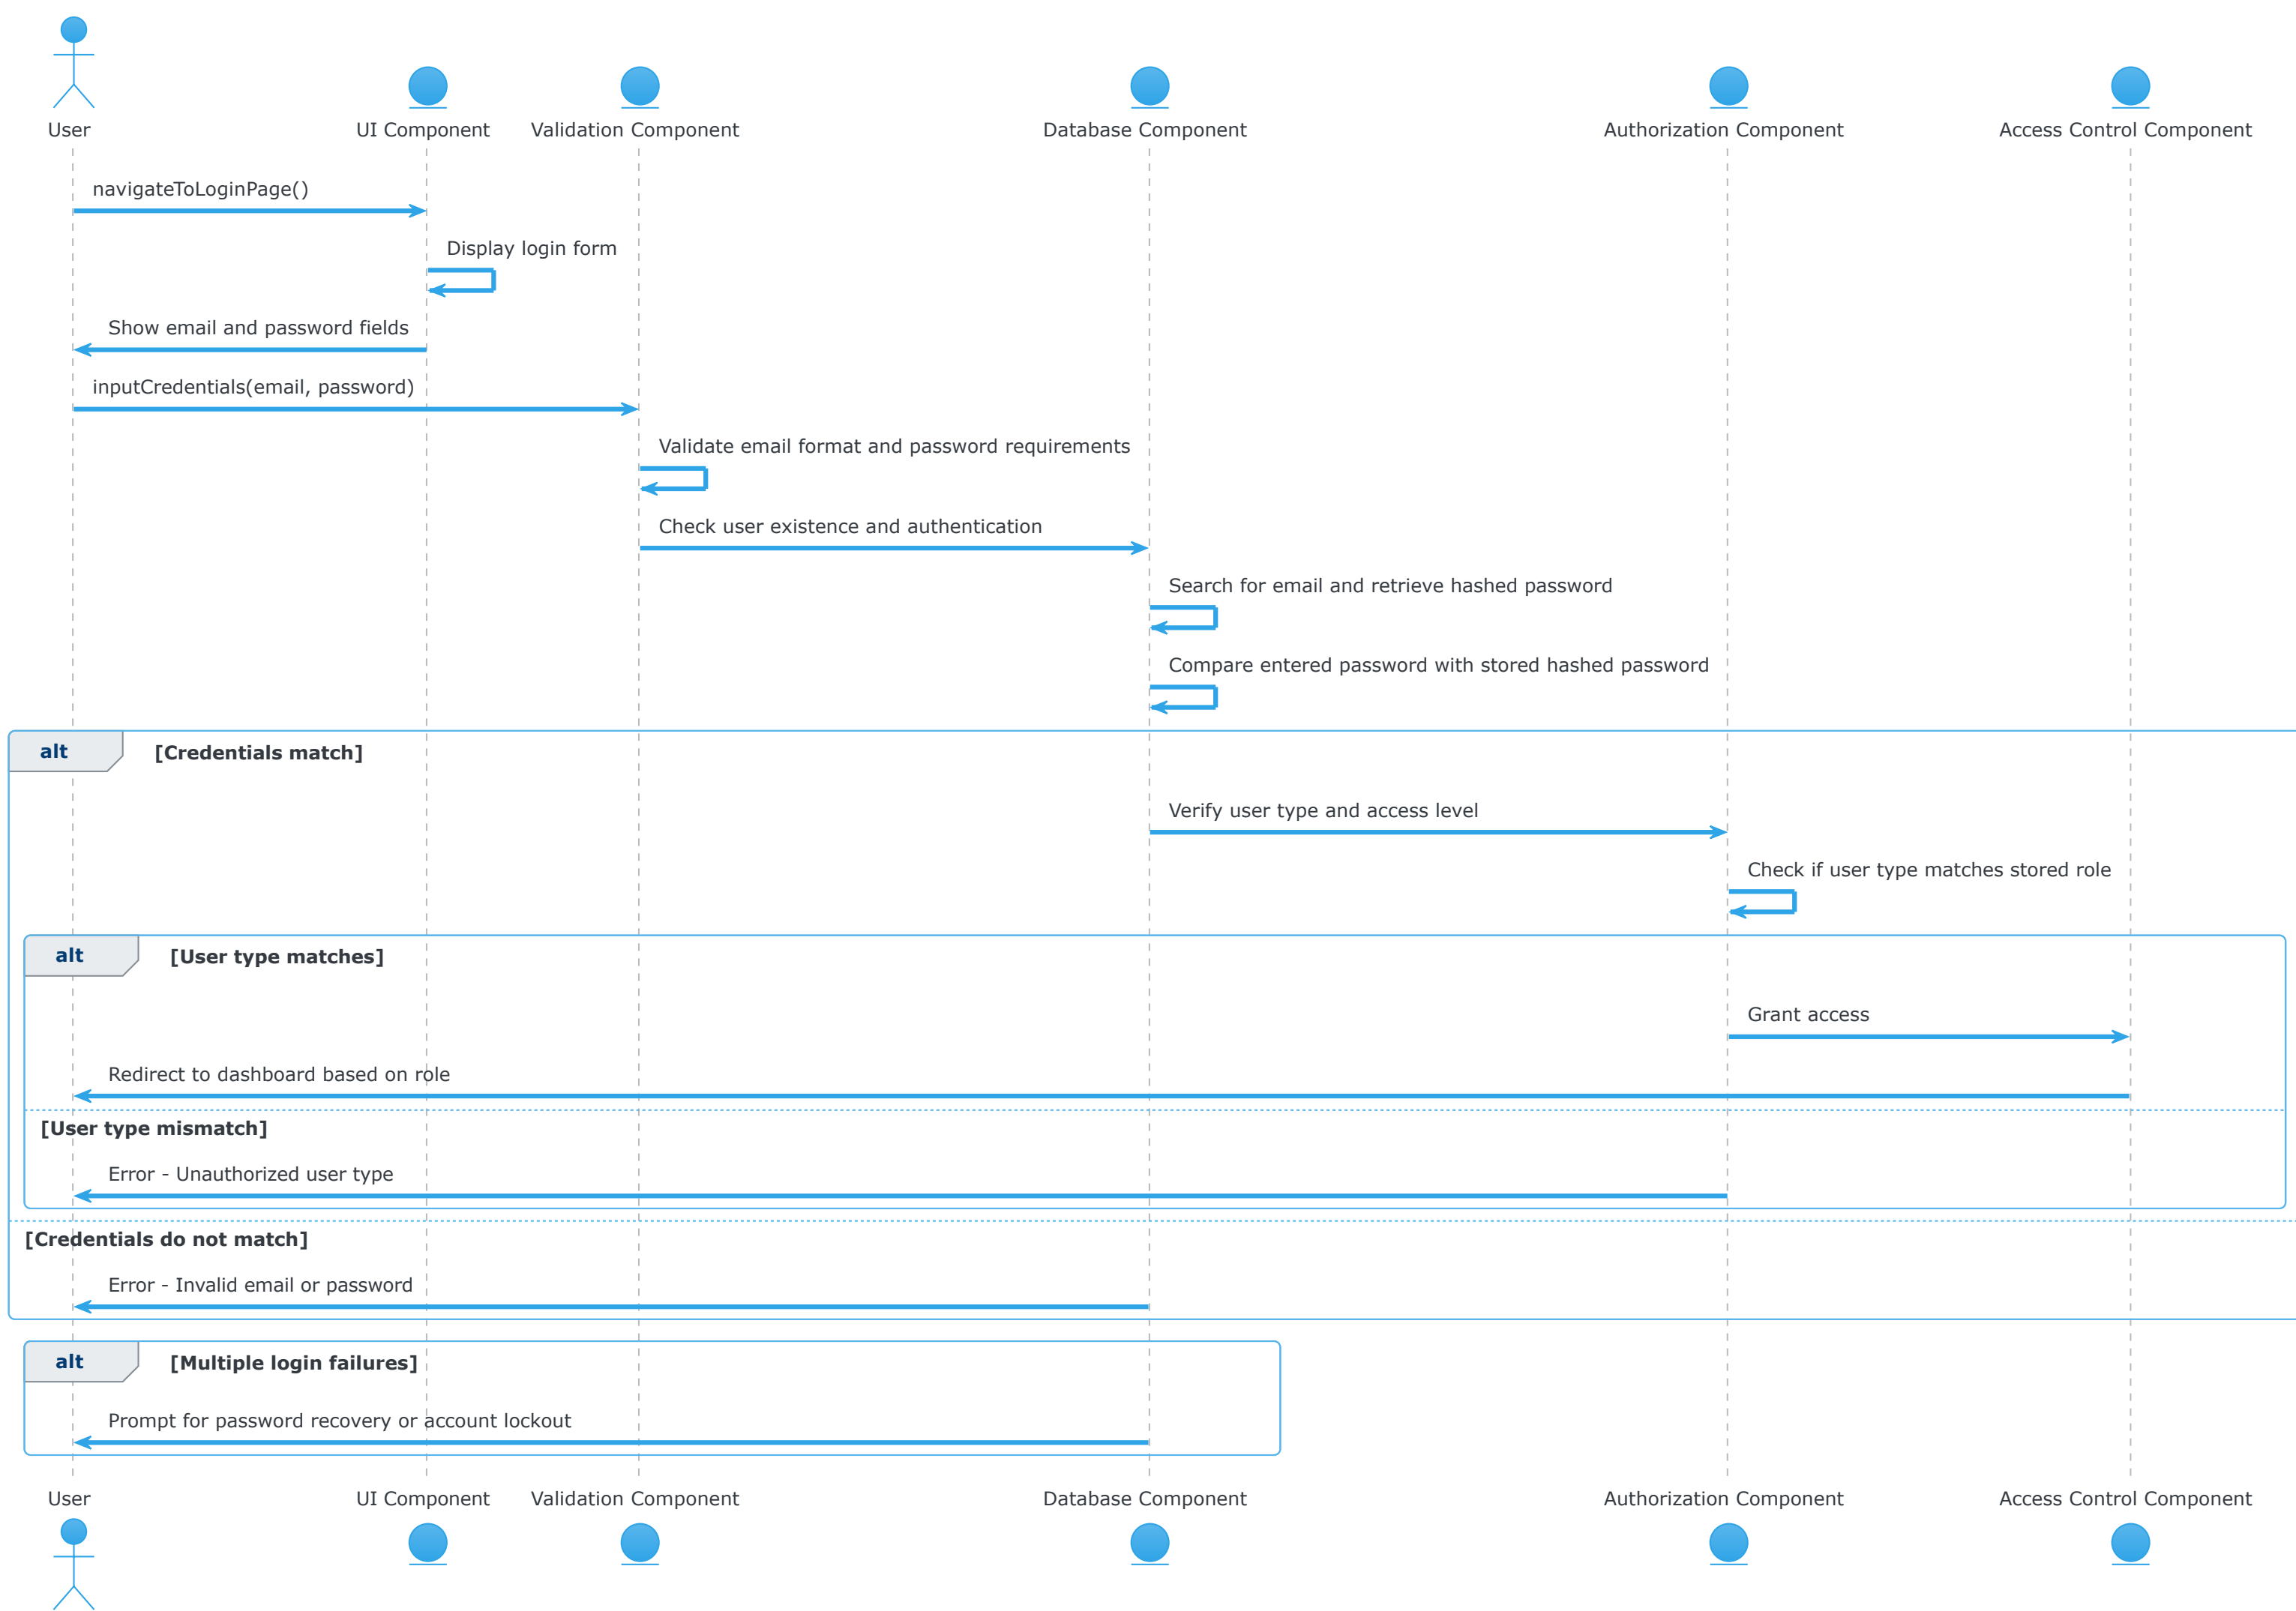 User
UI Component
Validation Component
Database Component
Authorization Component
Access Control Component
navigateToLoginPage()
Display login form
Show email and password fields
inputCredentials(email, password)
Validate email format and password requirements
Check user existence and authentication
Search for email and retrieve hashed password
Compare entered password with stored hashed password
alt
[Credentials match]
Verify user type and access level
Check if user type matches stored role
alt
[User type matches]
Grant access
Redirect to dashboard based on role
[User type mismatch]
Error - Unauthorized user type
[Credentials do not match]
Error - Invalid email or password
alt
[Multiple login failures]
Prompt for password recovery or account lockout
User
UI Component
Validation Component
Database Component
Authorization Component
Access Control Component